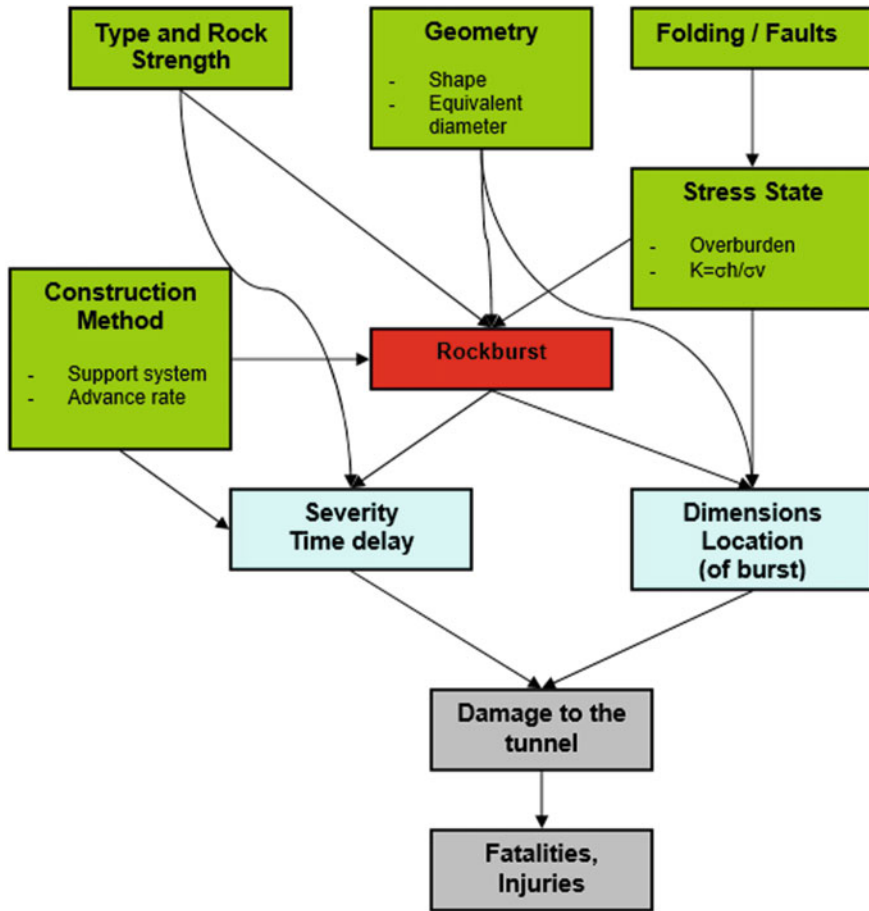 Type and Rock
Strength
Geometry
- Shape
- Equivalent
diameter
Folding / Faults
Stress State
- Overburden
- K=σh/σv
Construction
Method
- Support system
- Advance rate
Rockburst
Severity
Time delay
Dimensions
Location
(of burst)
Damage to the
tunnel
Fatalities,
Injuries